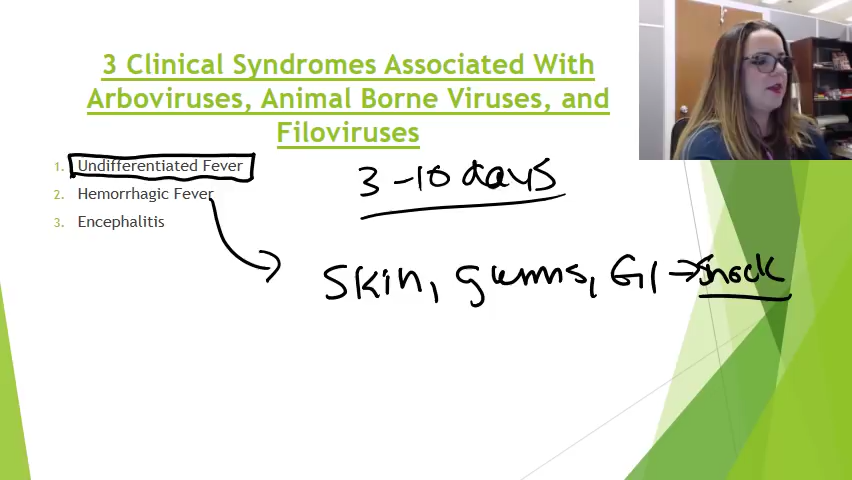 3 Clinical Syndromes Associated With
Arboviruses, Animal Borne Viruses, and
Filoviruses
1. Undifferentiated Fever
2. Hemorrhagic Fever
3. Encephalitis
3-10 days
Skin, gums, GI → shock